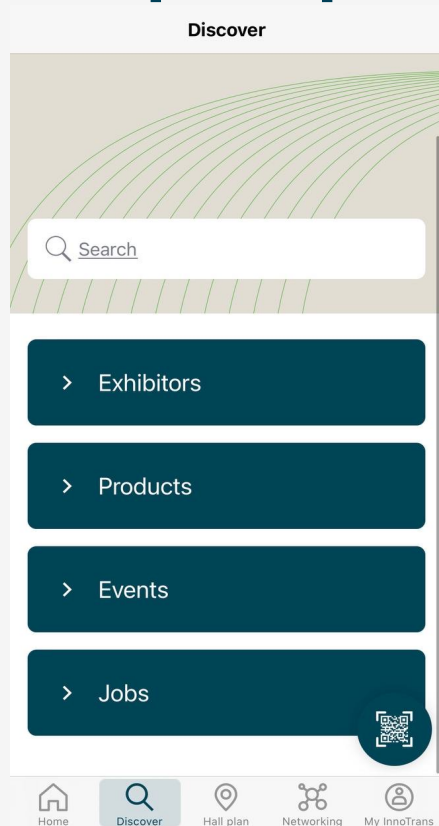 Discover
Search
Exhibitors
Products
Events
Jobs
Home Discover Hall plan Networking My InnoTrans